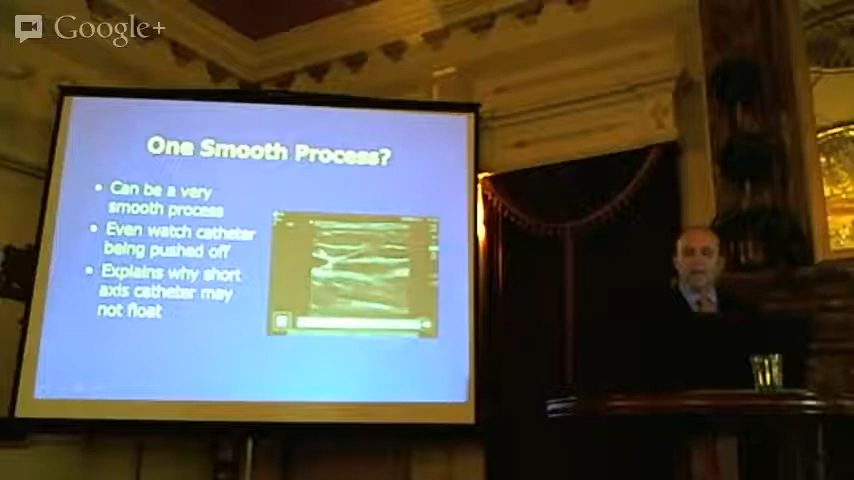 Google+
One Smooth Process?
• Can be a very
smooth process
• Even watch catheter
being pushed off
• Explains why short
axis catheter may
not float